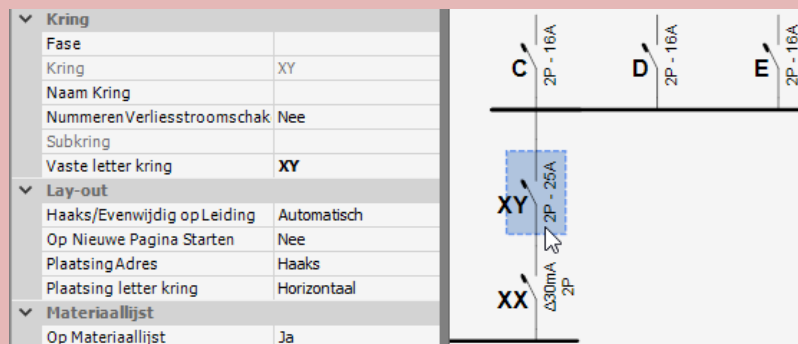 Kring
Fase
Kring XY
Naam Kring
NummerenVerliesstroomschak Nee
Subkring
Vaste letter kring XY
Lay-out
Haaks/Evenwijdig op Leiding Automatisch
Op Nieuwe Pagina Starten Nee
Plaatsing Adres Haaks
Plaatsing letter kring Horizontaal
Materiaallijst
Op Materiaallijst Ja
C 2P - 16A
D 2P - 16A
E 2P - 16A
XY 2P - 25A
XX Δ30mA
2P